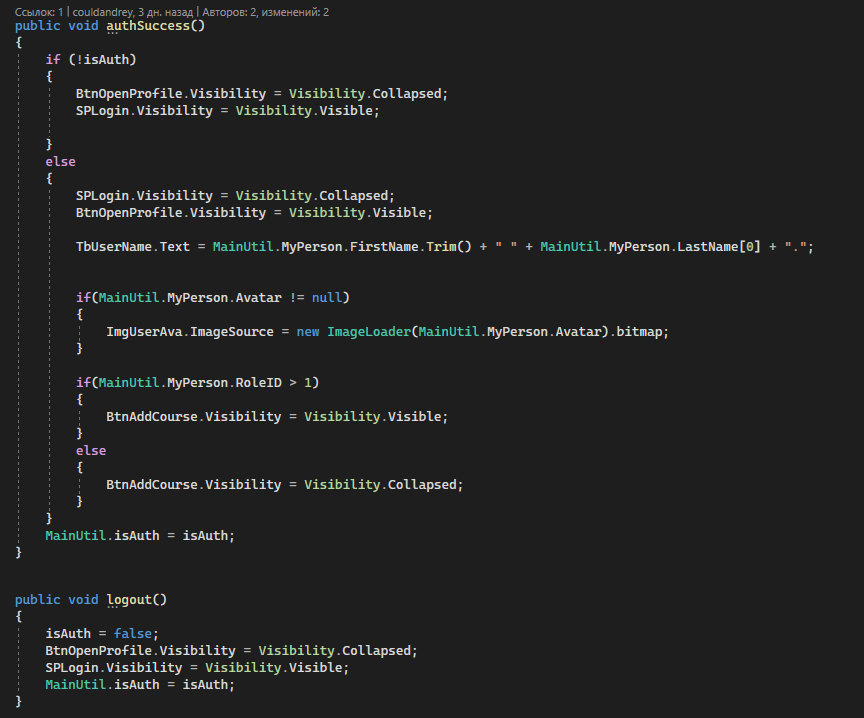 Ссылок: 1 | couldandrey, 3 дн. назад | Авторов: 2, изменений: 2
public void authSuccess()
{
    if (!isAuth)
    {
        BtnOpenProfile.Visibility = Visibility.Collapsed;
        SPLogin.Visibility = Visibility.Visible;

    }
    else
    {
        SPLogin.Visibility = Visibility.Collapsed;
        BtnOpenProfile.Visibility = Visibility.Visible;

        TbUserName.Text = MainUtil.MyPerson.FirstName.Trim() + " " + MainUtil.MyPerson.LastName[0] + ".";


        if(MainUtil.MyPerson.Avatar != null)
        {
            ImgUserAva.ImageSource = new ImageLoader(MainUtil.MyPerson.Avatar).bitmap;
        }

        if(MainUtil.MyPerson.RoleID > 1)
        {
            BtnAddCourse.Visibility = Visibility.Visible;
        }
        else
        {
            BtnAddCourse.Visibility = Visibility.Collapsed;
        }
    }
    MainUtil.isAuth = isAuth;
}


public void logout()
{
    isAuth = false;
    BtnOpenProfile.Visibility = Visibility.Collapsed;
    SPLogin.Visibility = Visibility.Visible;
    MainUtil.isAuth = isAuth;
}